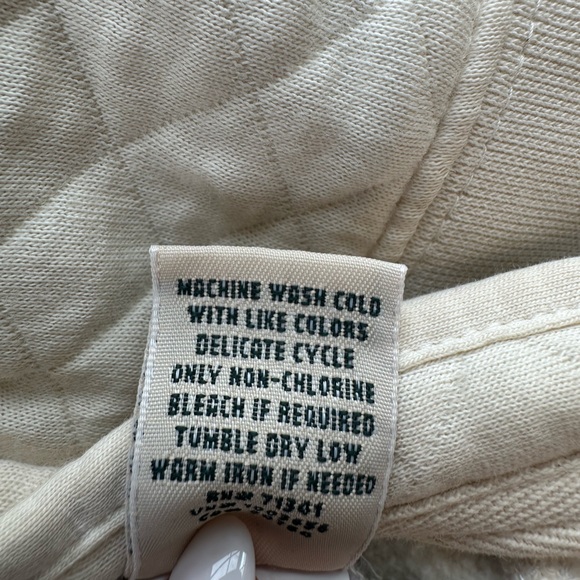 MACHINE WASH COLD
WITH LIKE COLORS
DELICATE CYCLE
ONLY NON-CHLORINE
BLEACH IF REQUIRED
TUMBLE DRY LOW
WARM IRON IF NEEDED
RN# 71341